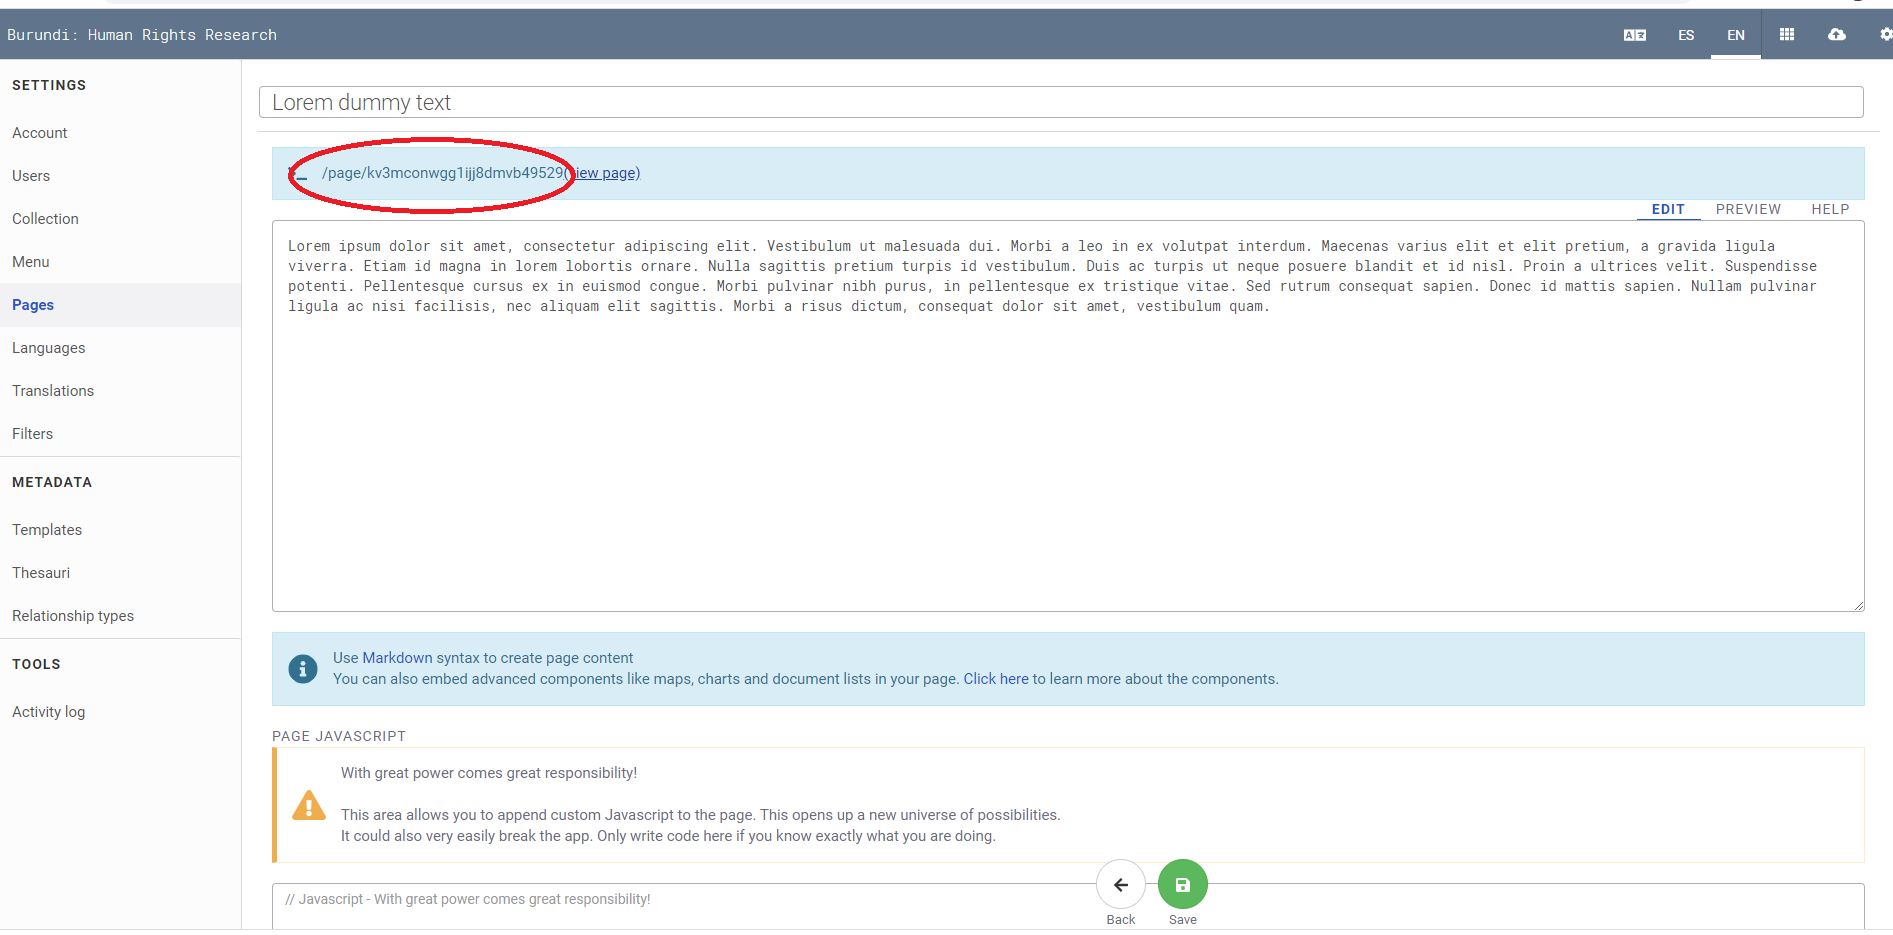 Burundi: Human Rights Research
ES
EN
SETTINGS
Account
Users
Collection
Menu
Pages
Languages
Translations
Filters
METADATA
Templates
Thesauri
Relationship types
TOOLS
Activity log
Lorem dummy text
/page/kv3mconwgg1ijj8dmvb49529( iew page)
EDIT PREVIEW HELP
Lorem ipsum dolor sit amet, consectetur adipiscing elit. Vestibulum ut malesuada dui. Morbi a leo in ex volutpat interdum. Maecenas varius elit et elit pretium, a gravida ligula
viverra. Etiam id magna in lorem lobortis ornare. Nulla sagittis pretium turpis id vestibulum. Duis ac turpis ut neque posuere blandit et id nisl. Proin a ultrices velit. Suspendisse
potenti. Pellentesque cursus ex in euismod congue. Morbi pulvinar nibh purus, in pellentesque ex tristique vitae. Sed rutrum consequat sapien. Donec id mattis sapien. Nullam pulvinar
ligula ac nisi facilisis, nec aliquam elit sagittis. Morbi a risus dictum, consequat dolor sit amet, vestibulum quam.
Use Markdown syntax to create page content
You can also embed advanced components like maps, charts and document lists in your page. Click here to learn more about the components.
PAGE JAVASCRIPT
With great power comes great responsibility!
This area allows you to append custom Javascript to the page. This opens up a new universe of possibilities.
It could also very easily break the app. Only write code here if you know exactly what you are doing.
// Javascript - With great power comes great responsibility!
Back
Save